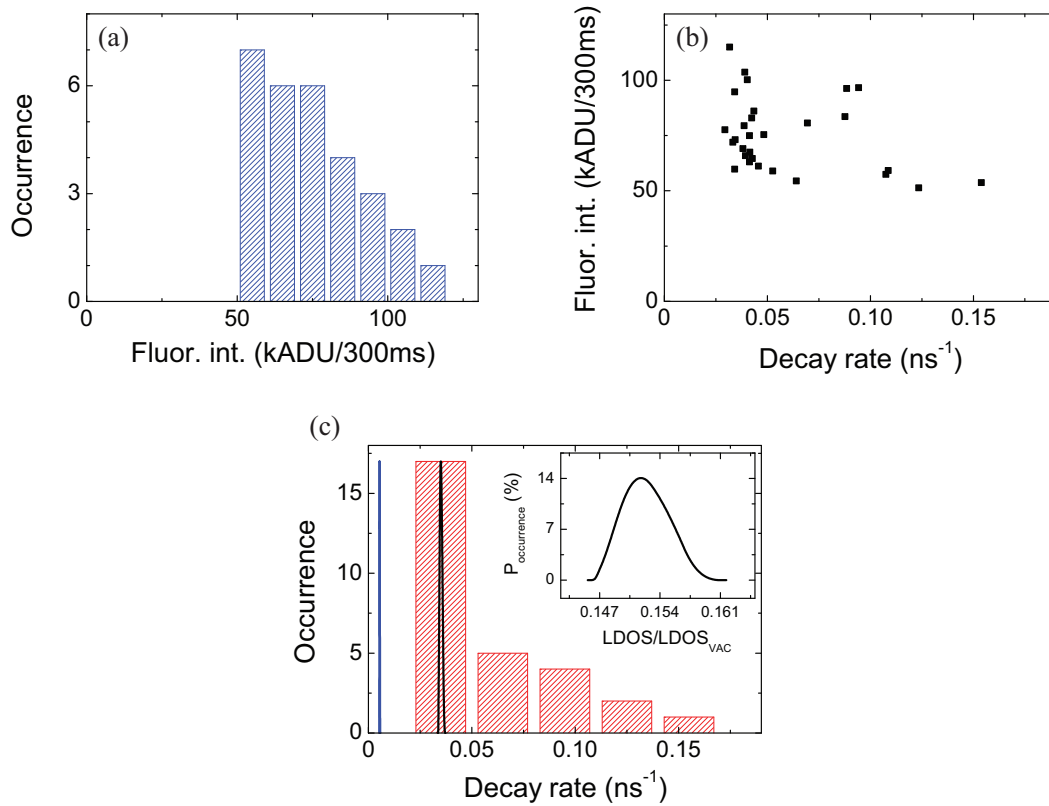 (a)
Occurrence
6
3
0
0
50
100
Fluor. int. (kADU/300ms)
(b)
Fluor. int. (kADU/300ms)
100
50
0
0
0.05
0.10
0.15
Decay rate (ns⁻¹)
(c)
Occurrence
15
10
5
0
0
0.05
0.10
0.15
Decay rate (ns⁻¹)
P_occurrence (%)
14
7
0
0.147
0.154
0.161
LDOS/LDOS_VAC